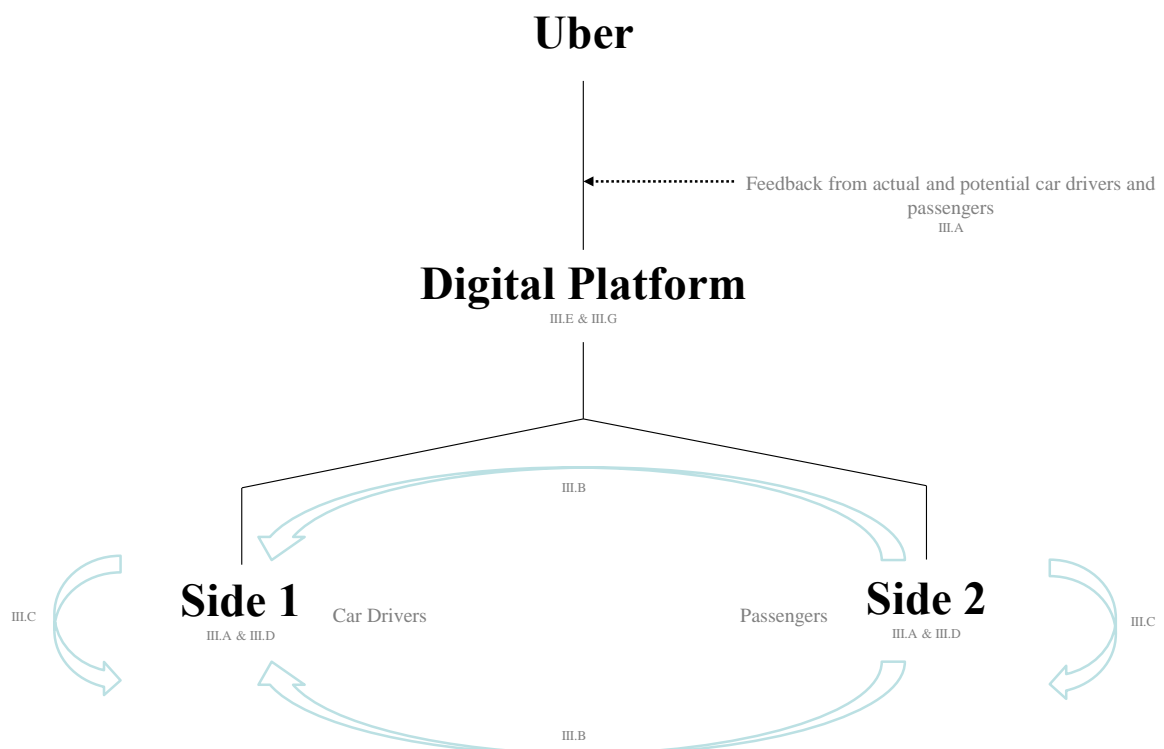 Uber
Feedback from actual and potential car drivers and
passengers
III.A
Digital Platform
III.E & III.G
III.B
Side 1
III.A & III.D
Car Drivers
Passengers
Side 2
III.A & III.D
III.C
III.C
III.B